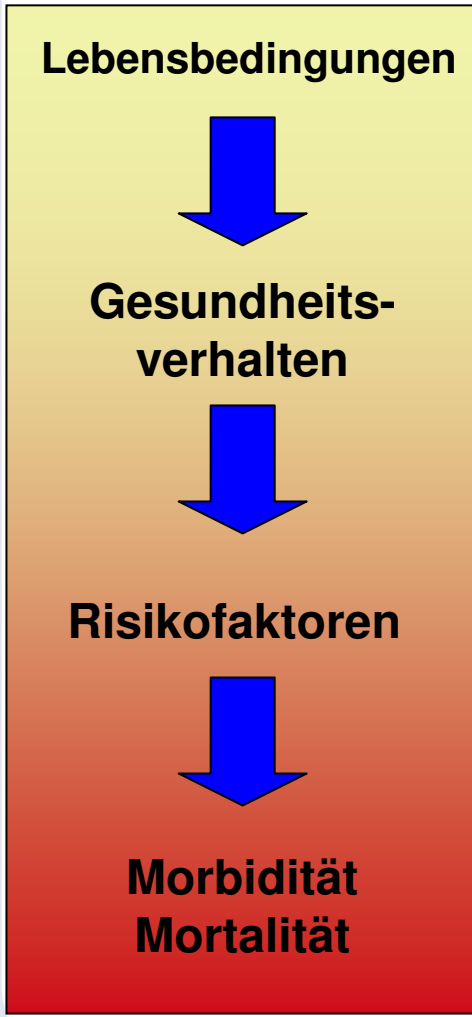 Lebensbedingungen
Gesundheits-
verhalten
Risikofaktoren
Morbidität
Mortalität